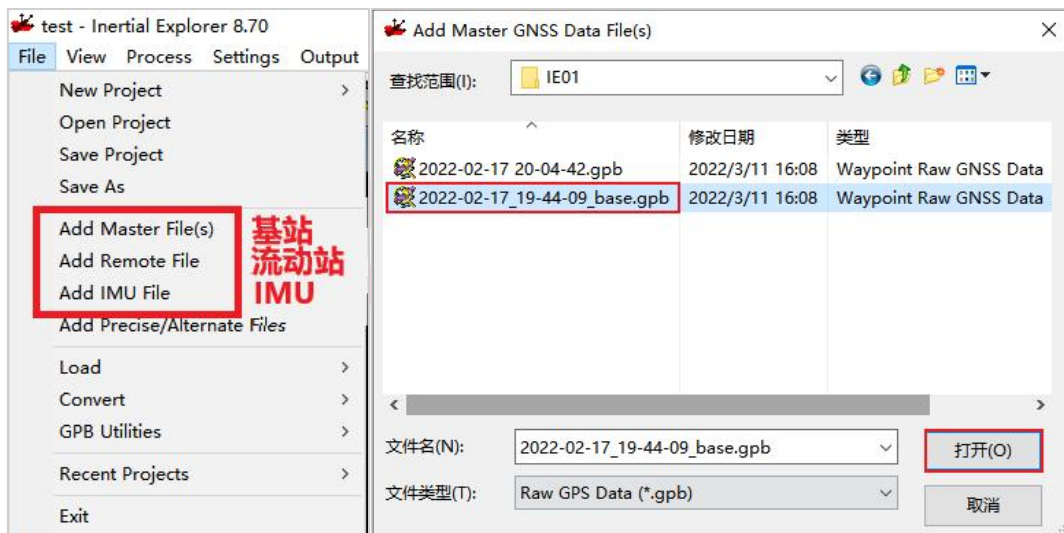 test - Inertial Explorer 8.70
File View Process Settings Output
New Project
Open Project
Save Project
Save As
Add Master File(s)
Add Remote File
Add IMU File
基站
流动站
IMU
Add Precise/Alternate Files
Load
Convert
GPB Utilities
Recent Projects
Exit
Add Master GNSS Data File(s)
查找范围(I): IE01
名称 修改日期 类型
2022-02-17 20-04-42.gpb 2022/3/11 16:08 Waypoint Raw GNSS Data
2022-02-17_19-44-09_base.gpb 2022/3/11 16:08 Waypoint Raw GNSS Data
文件名(N): 2022-02-17_19-44-09_base.gpb 打开(O)
文件类型(T): Raw GPS Data (*.gpb) 取消